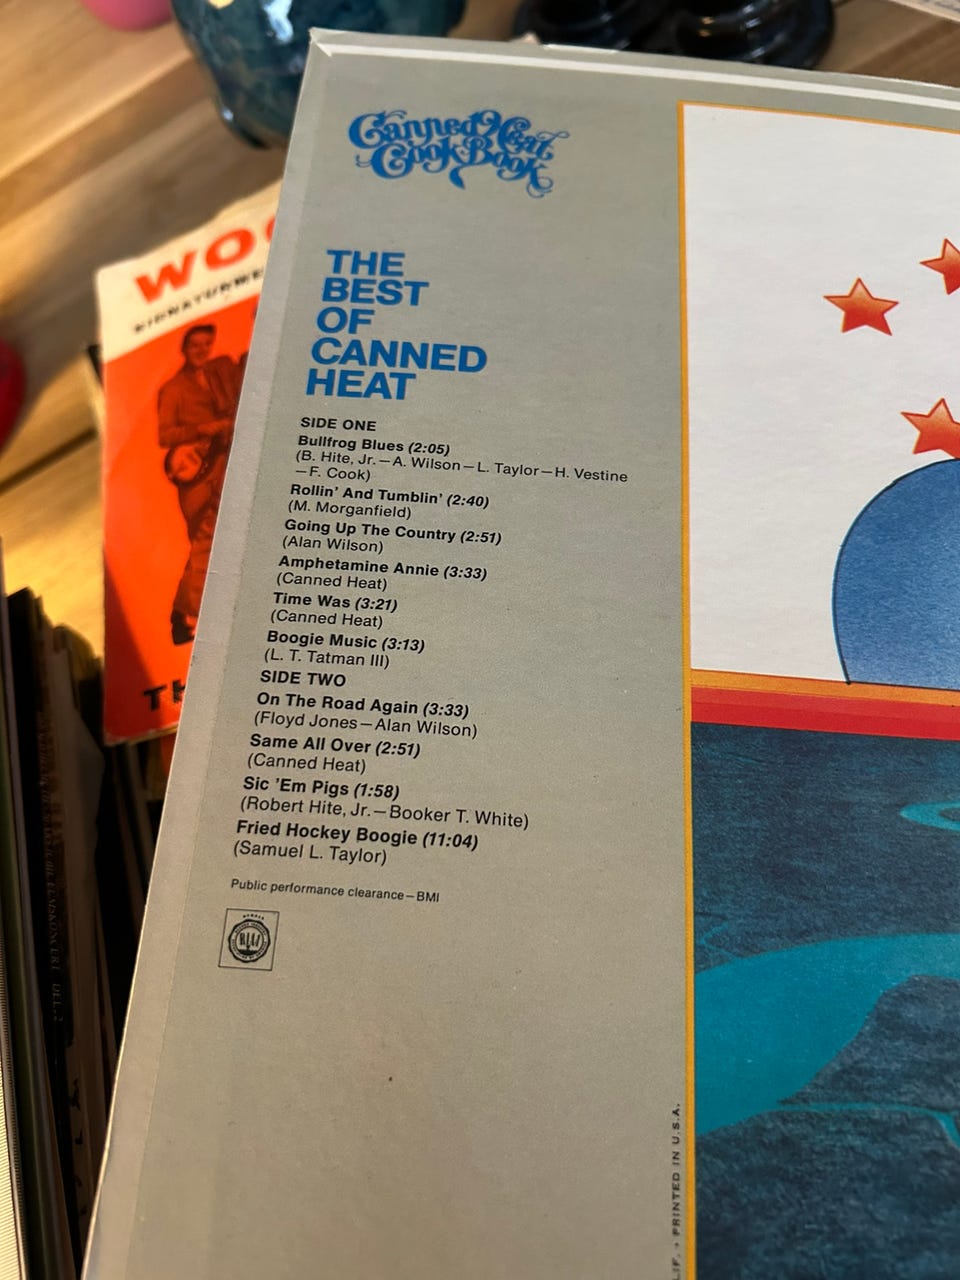 Canned Heat
Cook Book
THE
BEST
OF
CANNED
HEAT
SIDE ONE
Bullfrog Blues (2:05)
(B. Hite, Jr.—A. Wilson—L. Taylor—H. Vestine
—F. Cook)
Rollin' And Tumblin' (2:40)
(M. Morganfield)
Going Up The Country (2:51)
(Alan Wilson)
Amphetamine Annie (3:33)
(Canned Heat)
Time Was (3:21)
(Canned Heat)
Boogie Music (3:13)
(L. T. Tatman III)
SIDE TWO
On The Road Again (3:33)
(Floyd Jones—Alan Wilson)
Same All Over (2:51)
(Canned Heat)
Sic 'Em Pigs (1:58)
(Robert Hite, Jr.—Booker T. White)
Fried Hockey Boogie (11:04)
(Samuel L. Taylor)
Public performance clearance—BMI
RIAA
LIF. • PRINTED IN U.S.A.
WO
SIGNATURME
TH